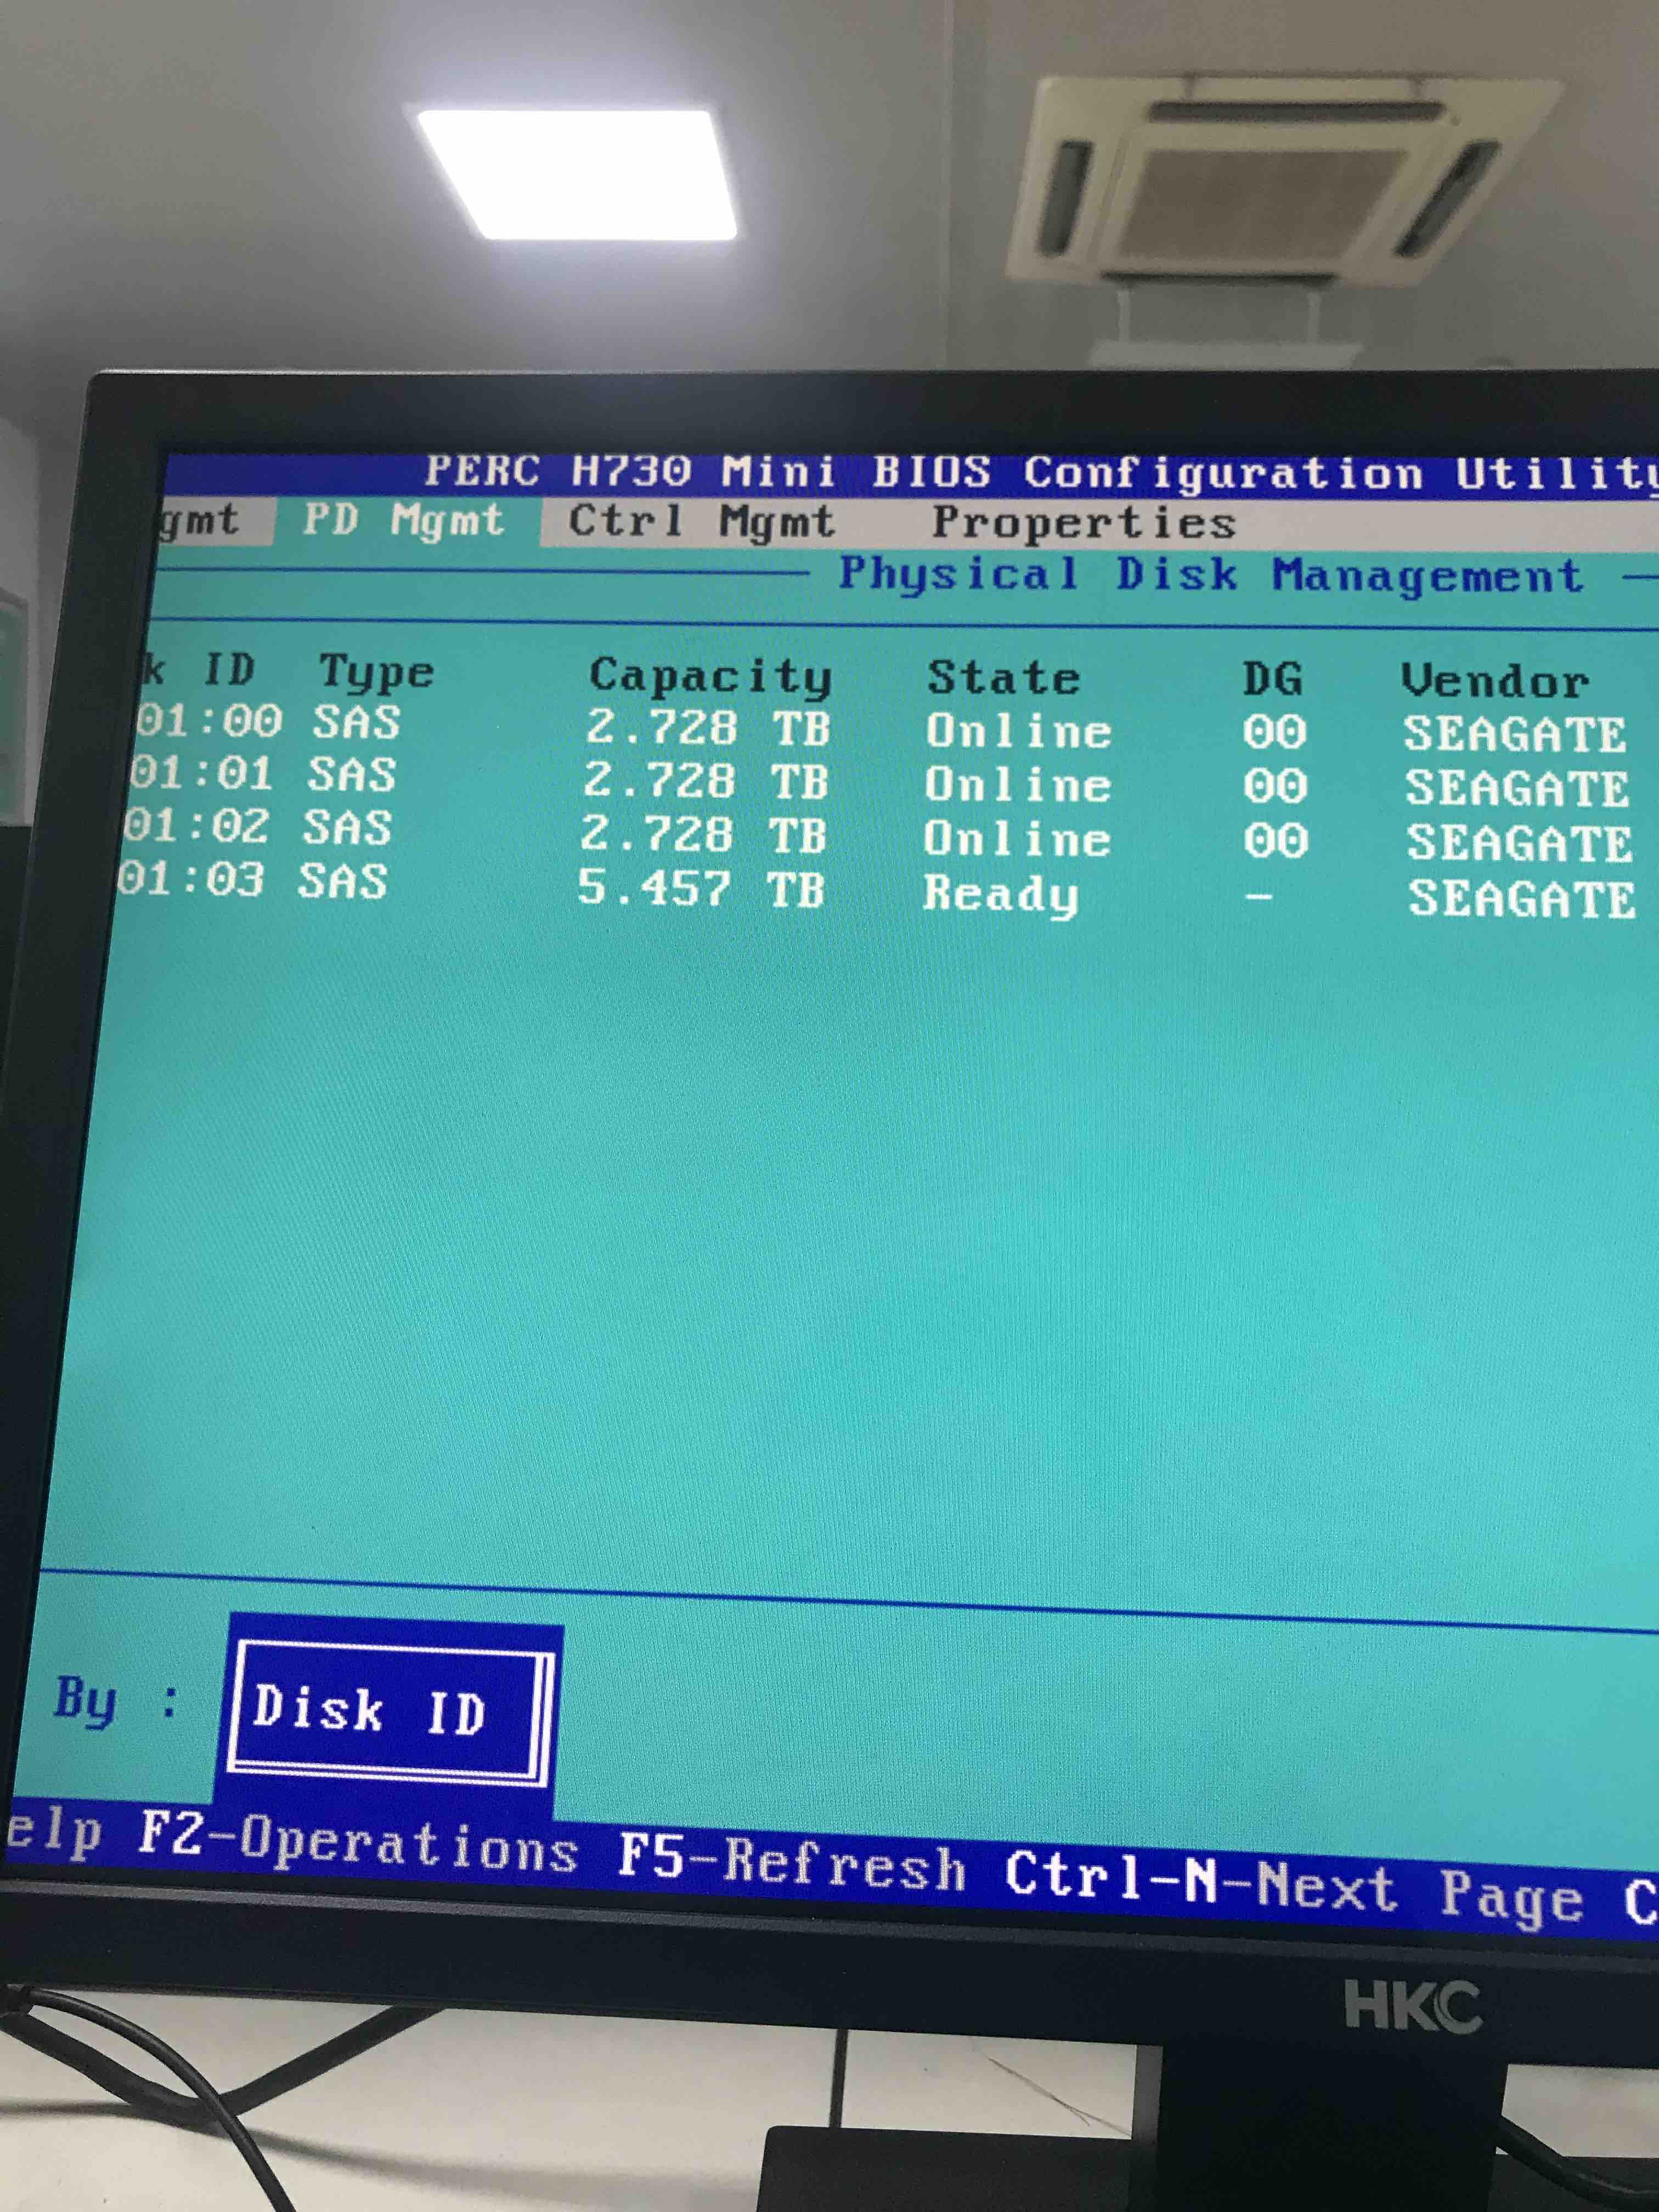 PERC H730 Mini BIOS Configuration Utility
gmt PD Mgmt Ctrl Mgmt Properties
Physical Disk Management
k ID Type Capacity State DG Vendor
01:00 SAS 2.728 TB Online 00 SEAGATE
01:01 SAS 2.728 TB Online 00 SEAGATE
01:02 SAS 2.728 TB Online 00 SEAGATE
01:03 SAS 5.457 TB Ready - SEAGATE
By : Disk ID
elp F2-Operations F5-Refresh Ctrl-N-Next Page C
HKC